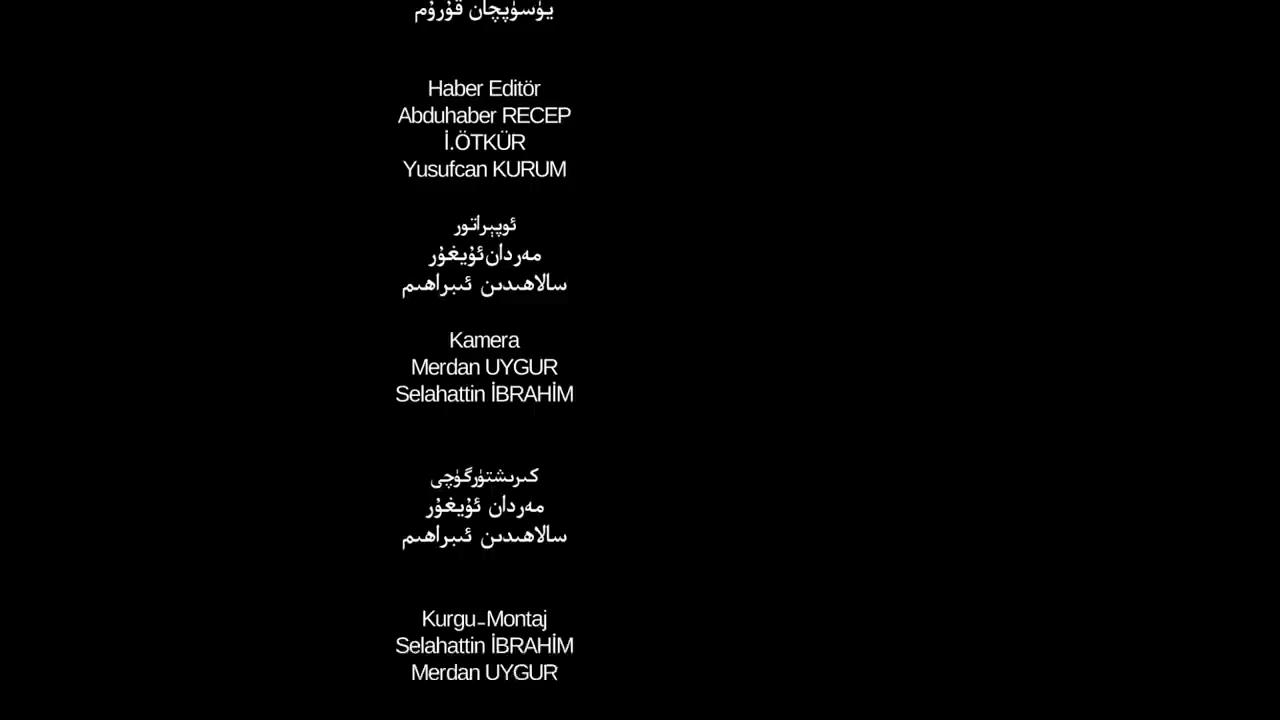 يۈسۈپجان قۇرۇم
Haber Editör
Abduhaber RECEP
İ.ÖTKÜR
Yusufcan KURUM
ئوپېراتور
مەردان ئۇيغۇر
سالاھىدىن ئىبراھىم
Kamera
Merdan UYGUR
Selahattin İBRAHİM
كىرىشتۈرگۈچى
مەردان ئۇيغۇر
سالاھىدىن ئىبراھىم
Kurgu-Montaj
Selahattin İBRAHİM
Merdan UYGUR